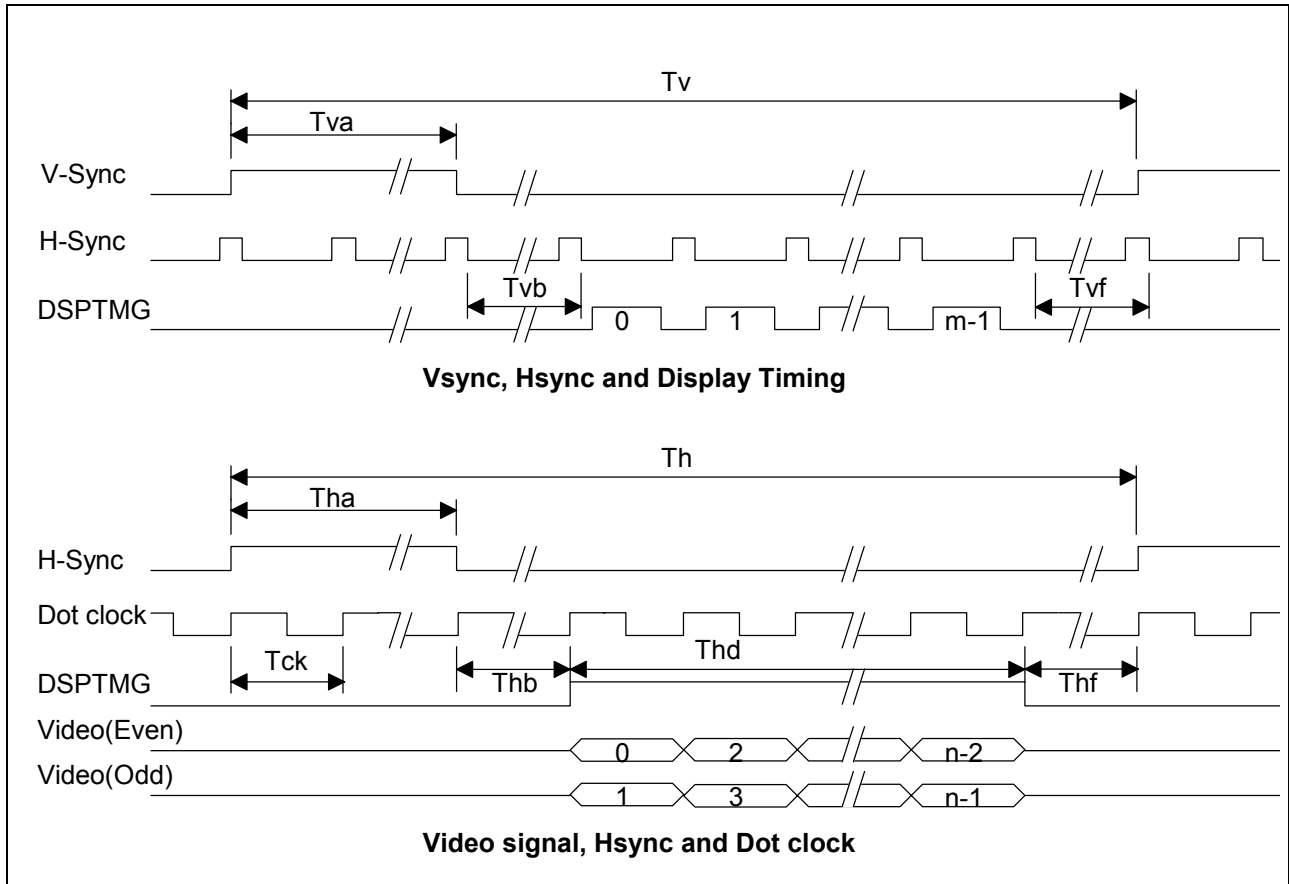 Tv
Tva
V-Sync
H-Sync
Tvb
Tvf
DSPTMG
0 1 m-1
Vsync, Hsync and Display Timing
Th
Tha
H-Sync
Dot clock
Tck
Thb
Thd
Thf
DSPTMG
Video(Even)
0 2 n-2
Video(Odd)
1 3 n-1
Video signal, Hsync and Dot clock